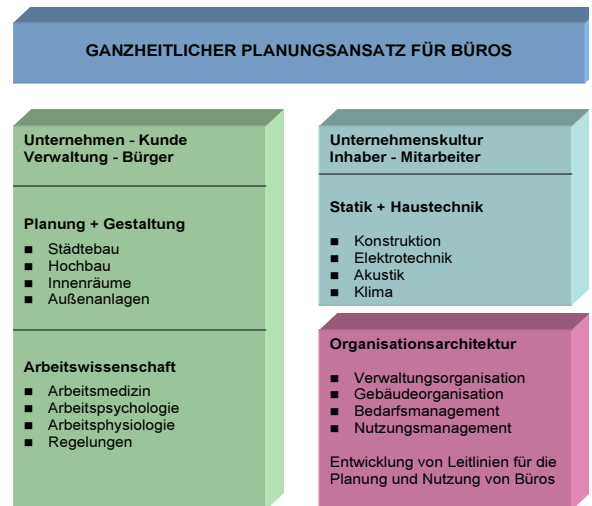 GANZHEITLICHER PLANUNGSANSATZ FÜR BÜROS
Unternehmen - Kunde
Verwaltung - Bürger
Planung + Gestaltung
■ Städtebau
■ Hochbau
■ Innenräume
■ Außenanlagen
Arbeitswissenschaft
■ Arbeitsmedizin
■ Arbeitspsychologie
■ Arbeitsphysiologie
■ Regelungen
Unternehmenskultur
Inhaber - Mitarbeiter
Statik + Haustechnik
■ Konstruktion
■ Elektrotechnik
■ Akustik
■ Klima
Organisationsarchitektur
■ Verwaltungsorganisation
■ Gebäudeorganisation
■ Bedarfsmanagement
■ Nutzungsmanagement
Entwicklung von Leitlinien für die
Planung und Nutzung von Büros